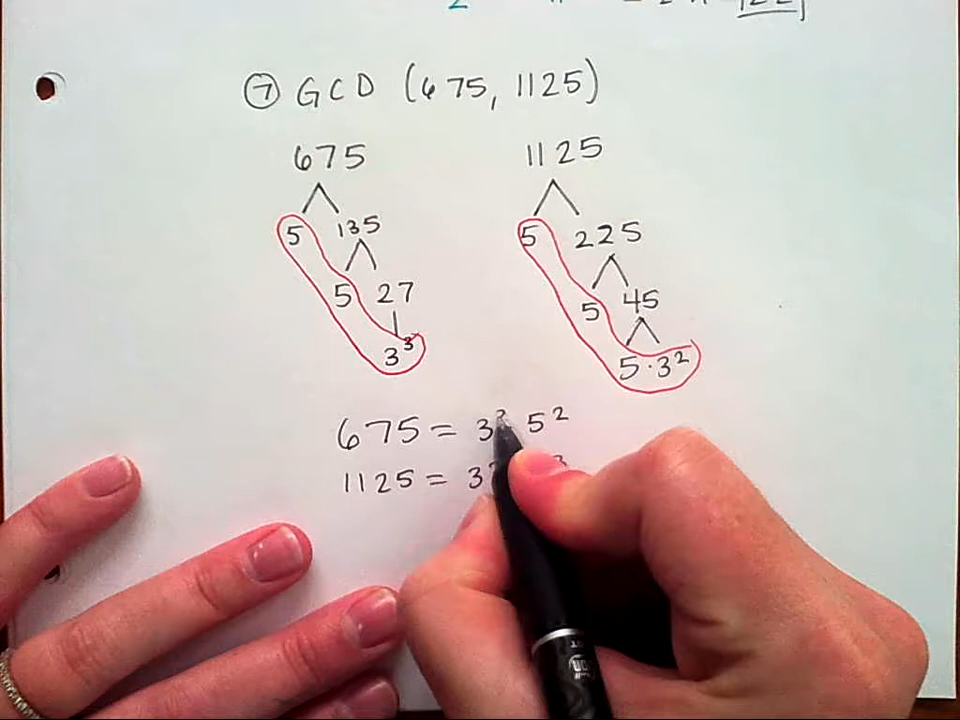 ⑦ GCD (675, 1125)
675 1125
5 135 5 225
5 27 5 45
3³ 5·3²
675 = 3 5²
1125 = 3